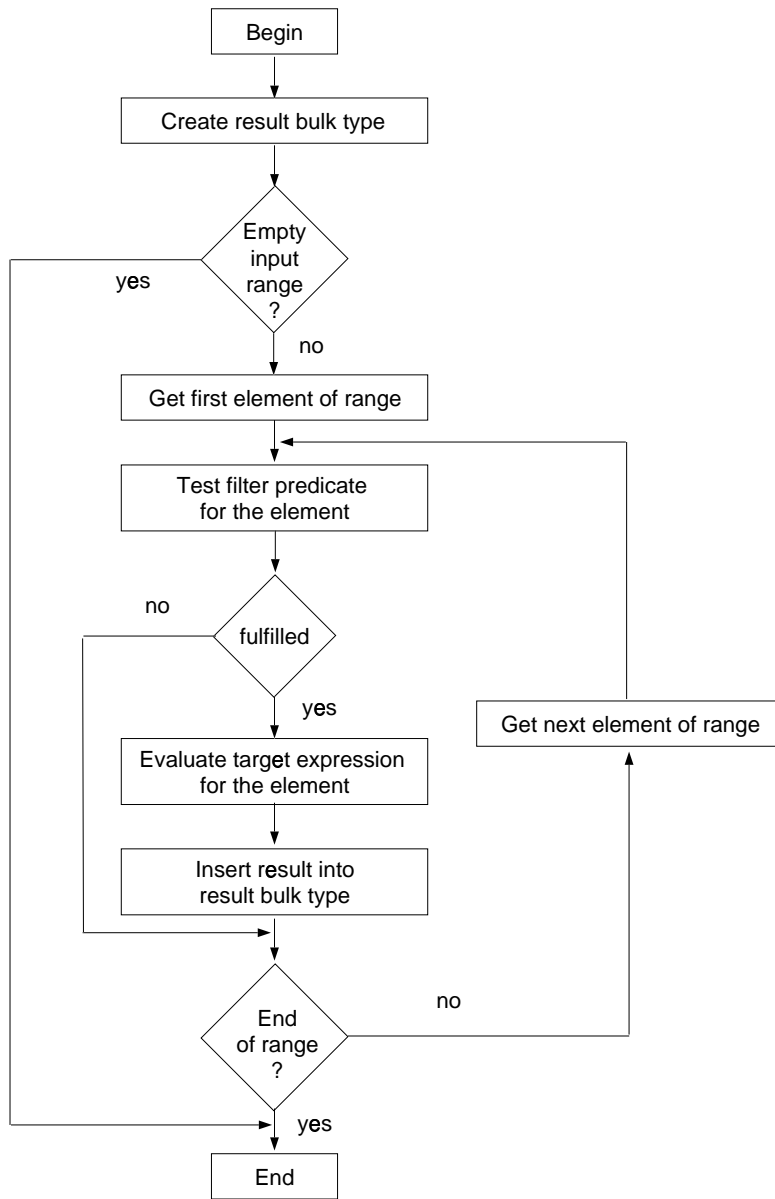 Begin
Create result bulk type
Empty
input
range
?
yes
no
Get first element of range
Test filter predicate
for the element
no
fulfilled
yes
Get next element of range
Evaluate target expression
for the element
Insert result into
result bulk type
no
End
of range
?
yes
End